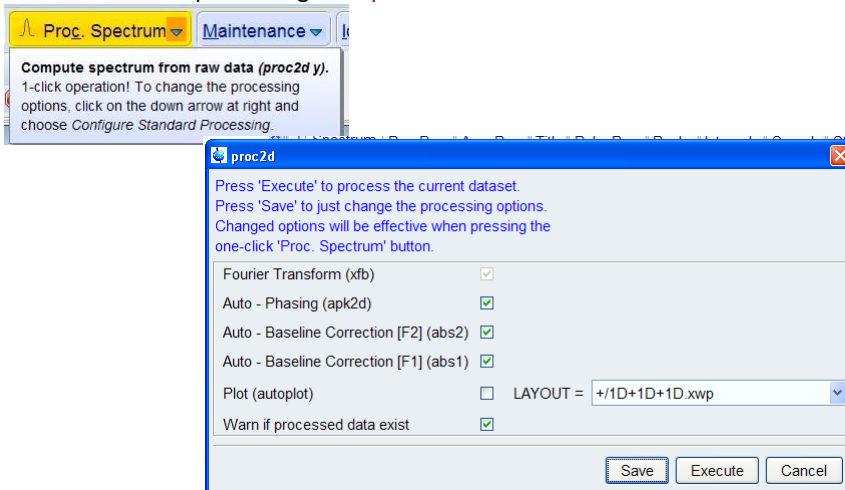 Proc. Spectrum Maintenance
Compute spectrum from raw data (proc2d y).
1-click operation! To change the processing
options, click on the down arrow at right and
choose Configure Standard Processing.
proc2d
Press 'Execute' to process the current dataset.
Press 'Save' to just change the processing options.
Changed options will be effective when pressing the
one-click 'Proc. Spectrum' button.
Fourier Transform (xfb)
Auto - Phasing (apk2d)
Auto - Baseline Correction [F2] (abs2)
Auto - Baseline Correction [F1] (abs1)
Plot (autoplot) LAYOUT = +/1D+1D+1D.xwp
Warn if processed data exist
Save Execute Cancel